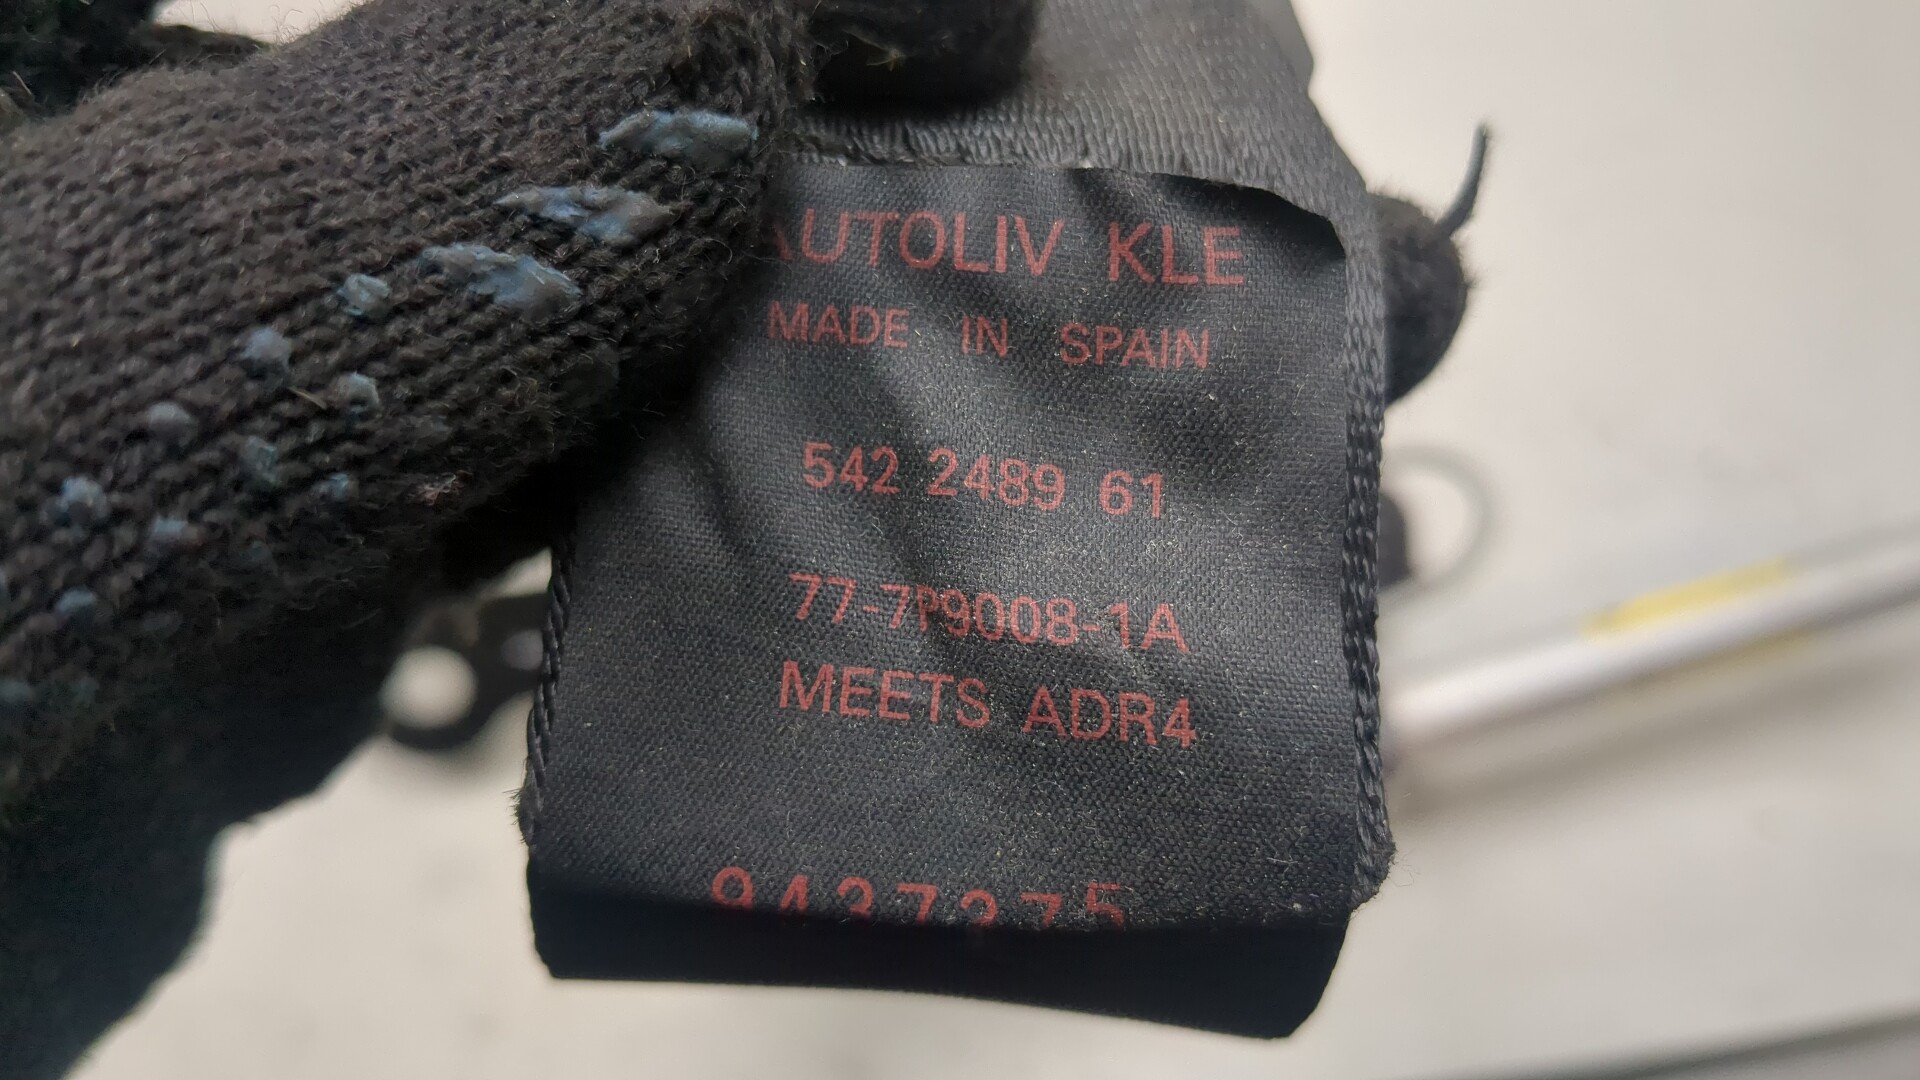 AUTOLIV KLE
MADE IN SPAIN
542 2489 61
77-7P9008-1A
MEETS ADR4